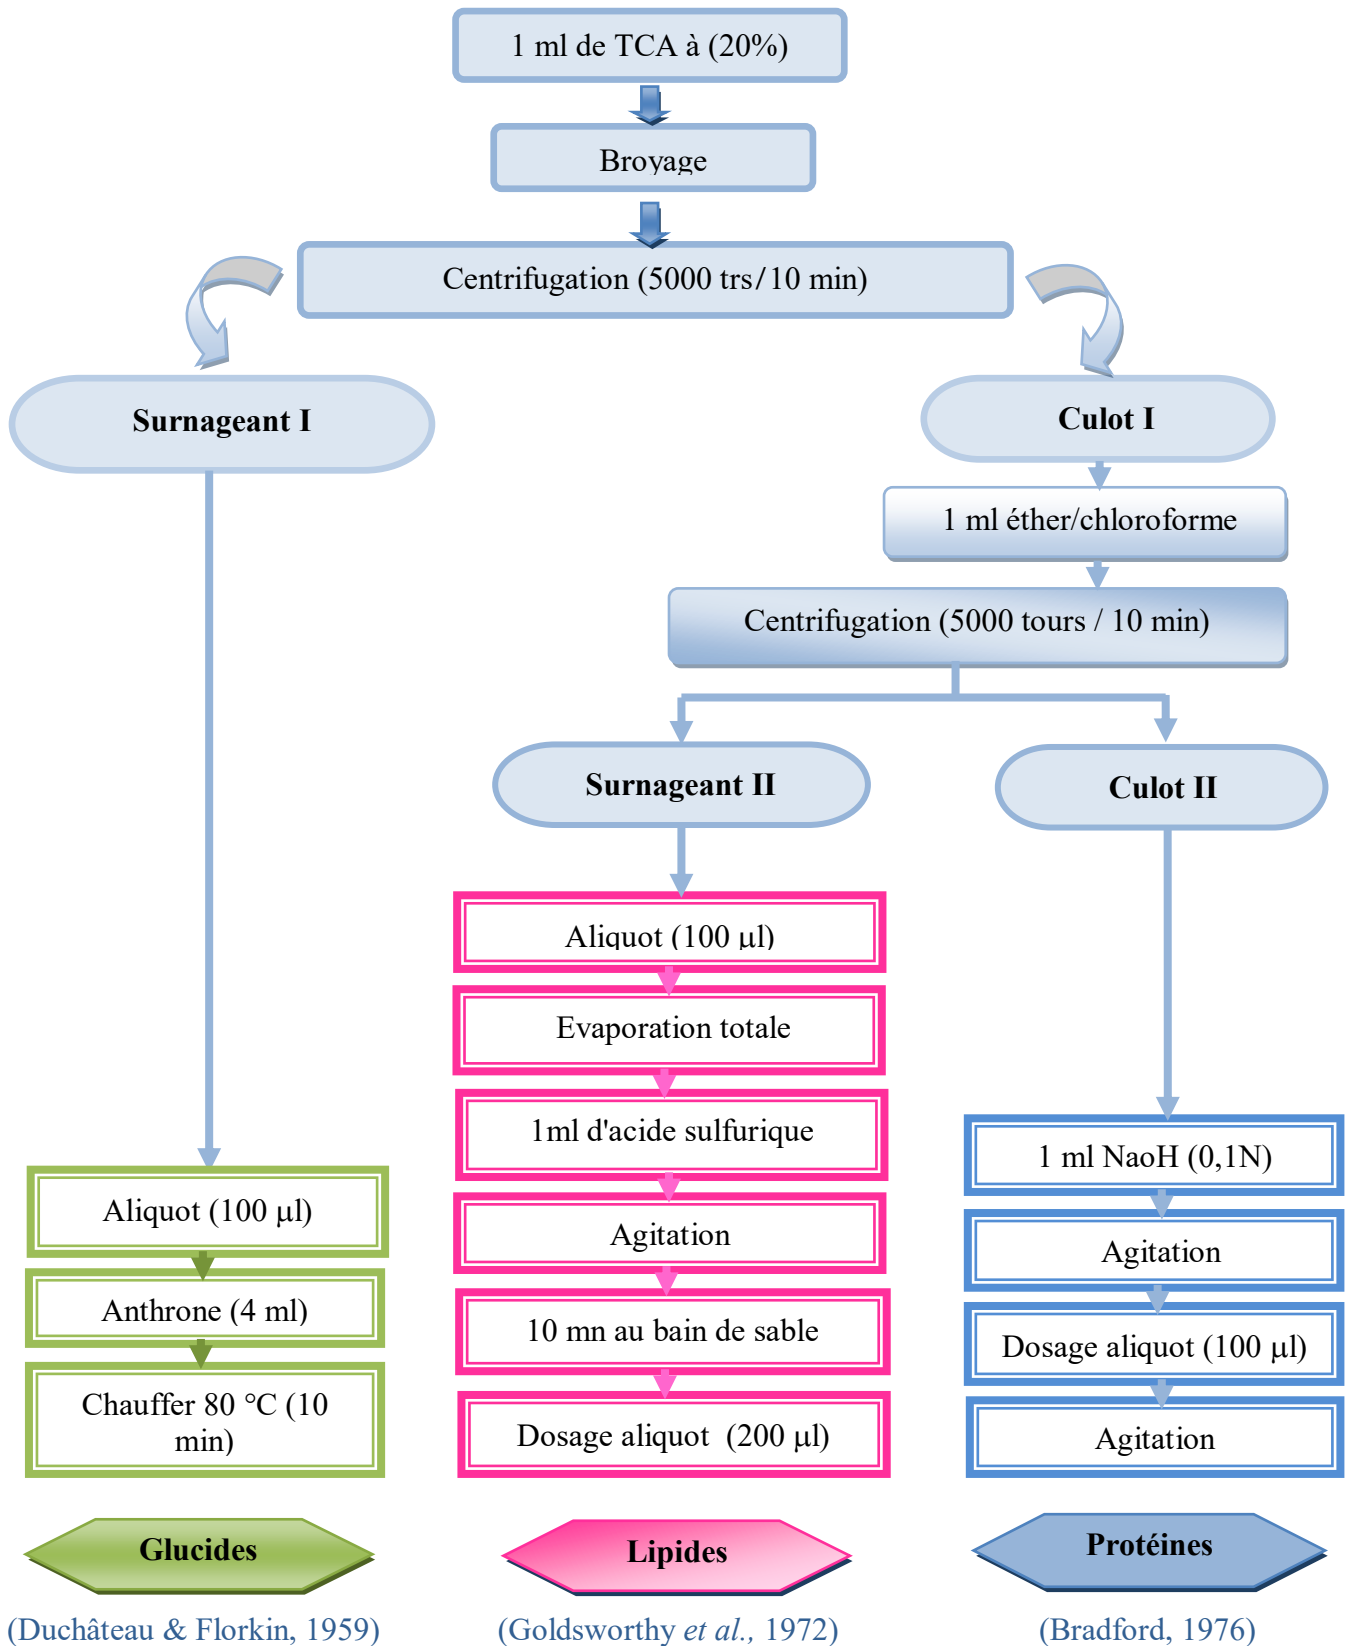 1 ml de TCA à (20%)
Broyage
Centrifugation (5000 trs/10 min)
Surnageant I
Culot I
1 ml éther/chloroforme
Centrifugation (5000 tours / 10 min)
Surnageant II
Culot II
Aliquot (100 µl)
Evaporation totale
1ml d'acide sulfurique
Agitation
10 mn au bain de sable
Dosage aliquot (200 µl)
1 ml NaoH (0,1N)
Agitation
Dosage aliquot (100 µl)
Agitation
Aliquot (100 µl)
Anthrone (4 ml)
Chauffer 80 °C (10
min)
Glucides
Lipides
Protéines
(Duchâteau & Florkin, 1959)
(Goldsworthy et al., 1972)
(Bradford, 1976)